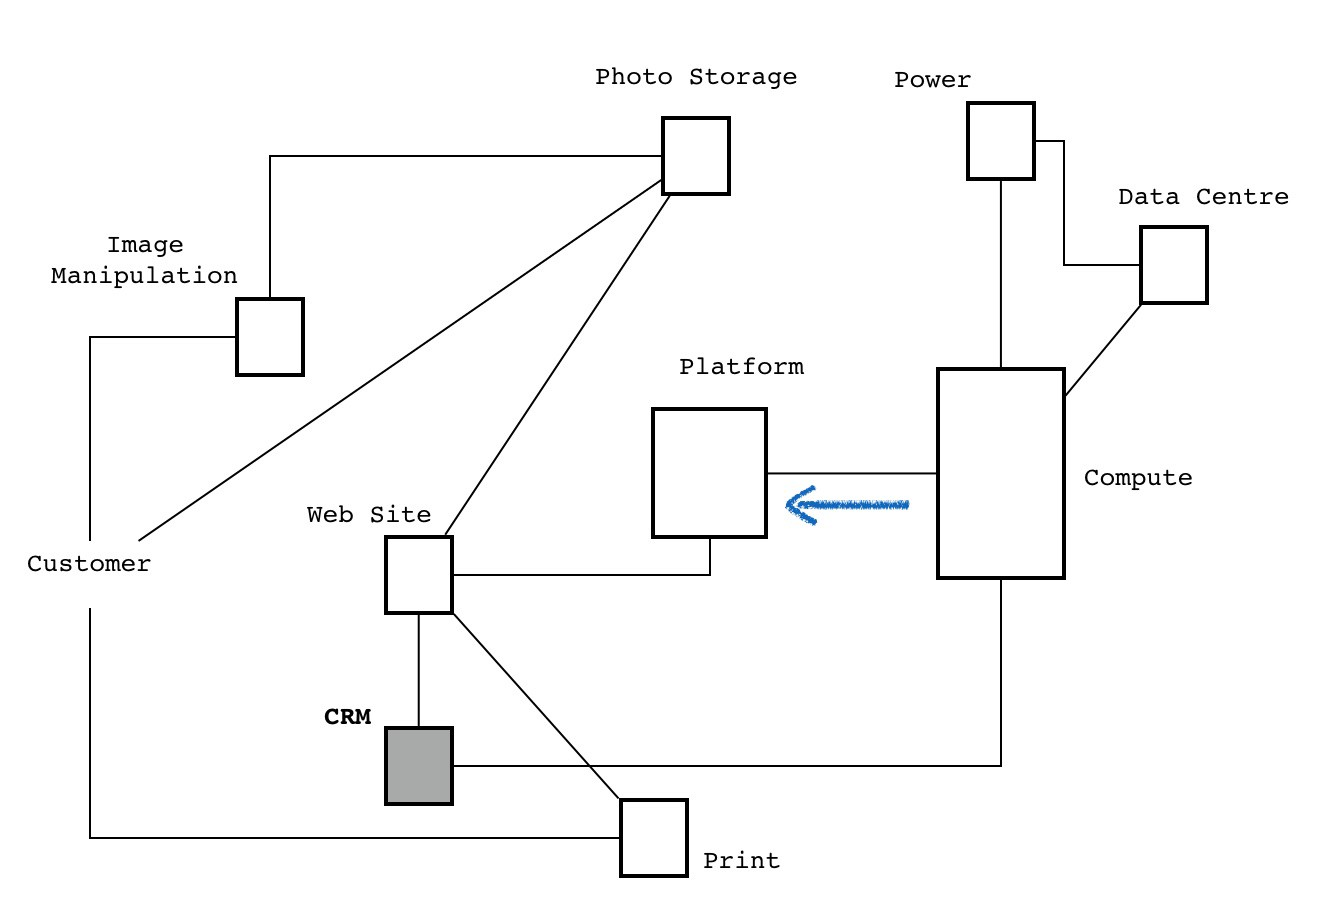 Photo Storage
Power
Data Centre
Image
Manipulation
Platform
Compute
Web Site
Customer
CRM
Print